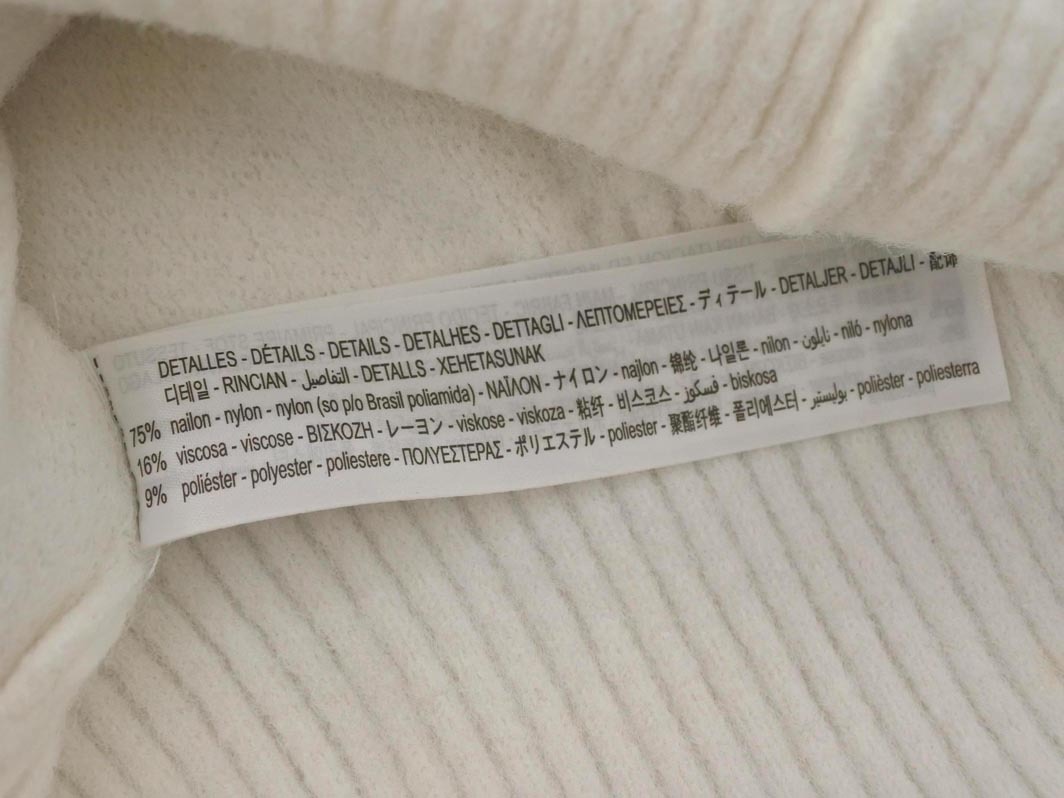 DETALLES - DÉTAILS - DETAILS - DETALHES - DETTAGLI - ΛΕΠΤΟΜΕΡΕΙΕΣ - ディテール - DETALJER - DETAJLI - 配饰
디테일 - RINCIAN - التفاصيل - DETALLS - XEHETASUNAK
75% nailon - nylon - nylon (so p/o Brasil poliamida) - ΝΑΪΛΟΝ - ナイロン - najlon - 锦纶 - 나일론 - nilon - نايلون - niló - nylona
16% viscosa - viscose - ΒΙΣΚΟΖΗ - レーヨン - viskose - viskoza - 粘纤 - 비스코스 - فسكوز - biskosa
9% poliéster - polyester - poliestere - ΠΟΛΥΕΣΤΕΡΑΣ - ポリエステル - poliester - 聚酯纤维 - 폴리에스터 - بوليستير - polièster - poliesterra